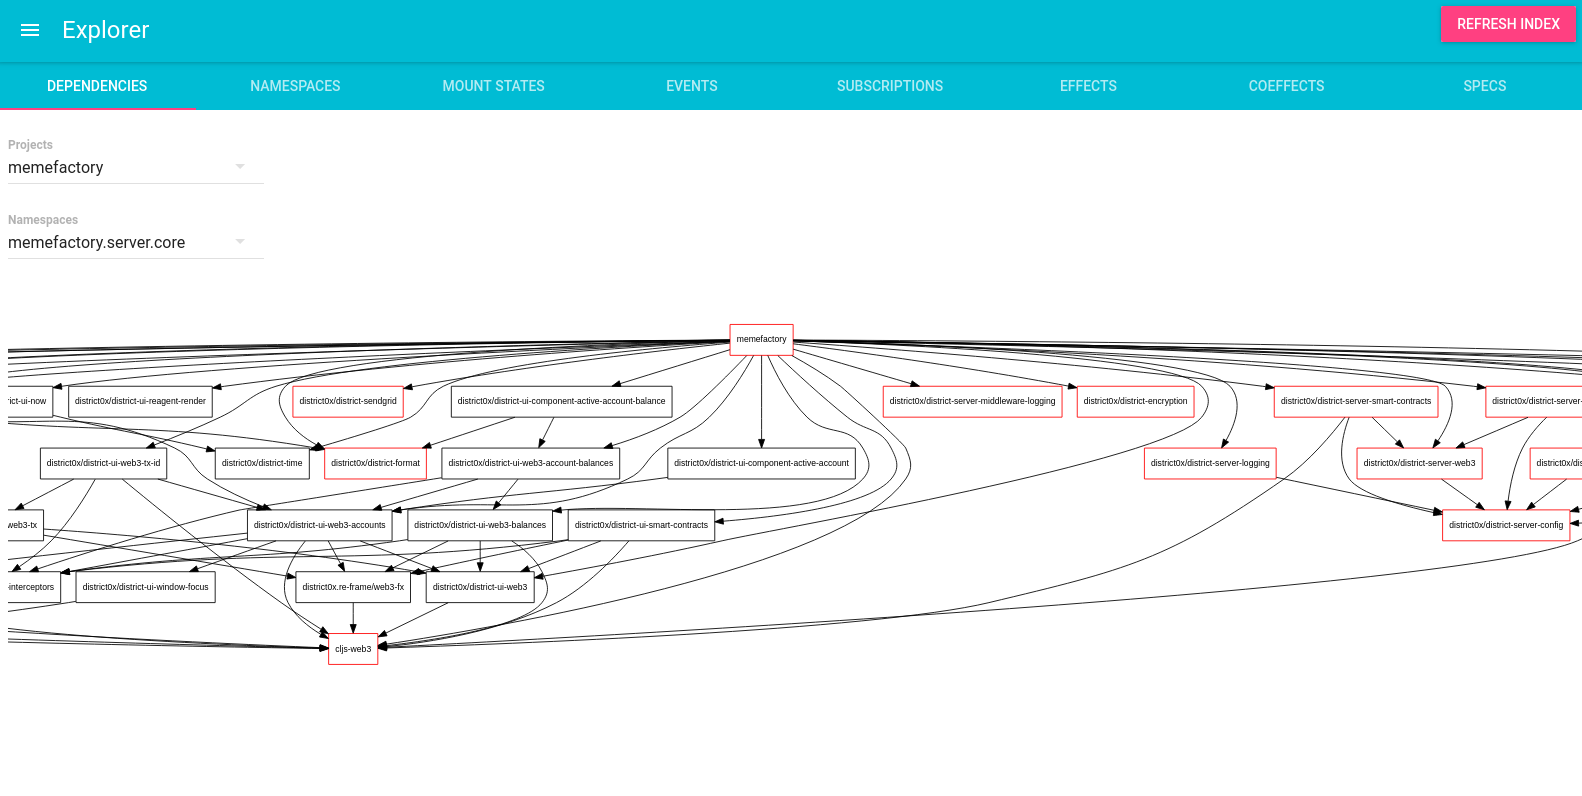 Explorer
REFRESH INDEX
DEPENDENCIES NAMESPACES MOUNT STATES EVENTS SUBSCRIPTIONS EFFECTS COEFFECTS SPECS
Projects
memefactory
Namespaces
memefactory.server.core
memefactory
rict-ui-now district0x/district-ui-reagent-render district0x/district-sendgrid district0x/district-ui-component-active-account-balance district0x/district-server-middleware-logging district0x/district-encryption district0x/district-server-smart-contracts district0x/district-server-
district0x/district-ui-web3-tx-id district0x/district-time district0x/district-format district0x/district-ui-web3-account-balances district0x/district-ui-component-active-account district0x/district-server-logging district0x/district-server-web3 district0x/dis
web3-tx district0x/district-ui-web3-accounts district0x/district-ui-web3-balances district0x/district-ui-smart-contracts district0x/district-server-config
-interceptors district0x/district-ui-window-focus district0x.re-frame/web3-fx district0x/district-ui-web3
cljs-web3